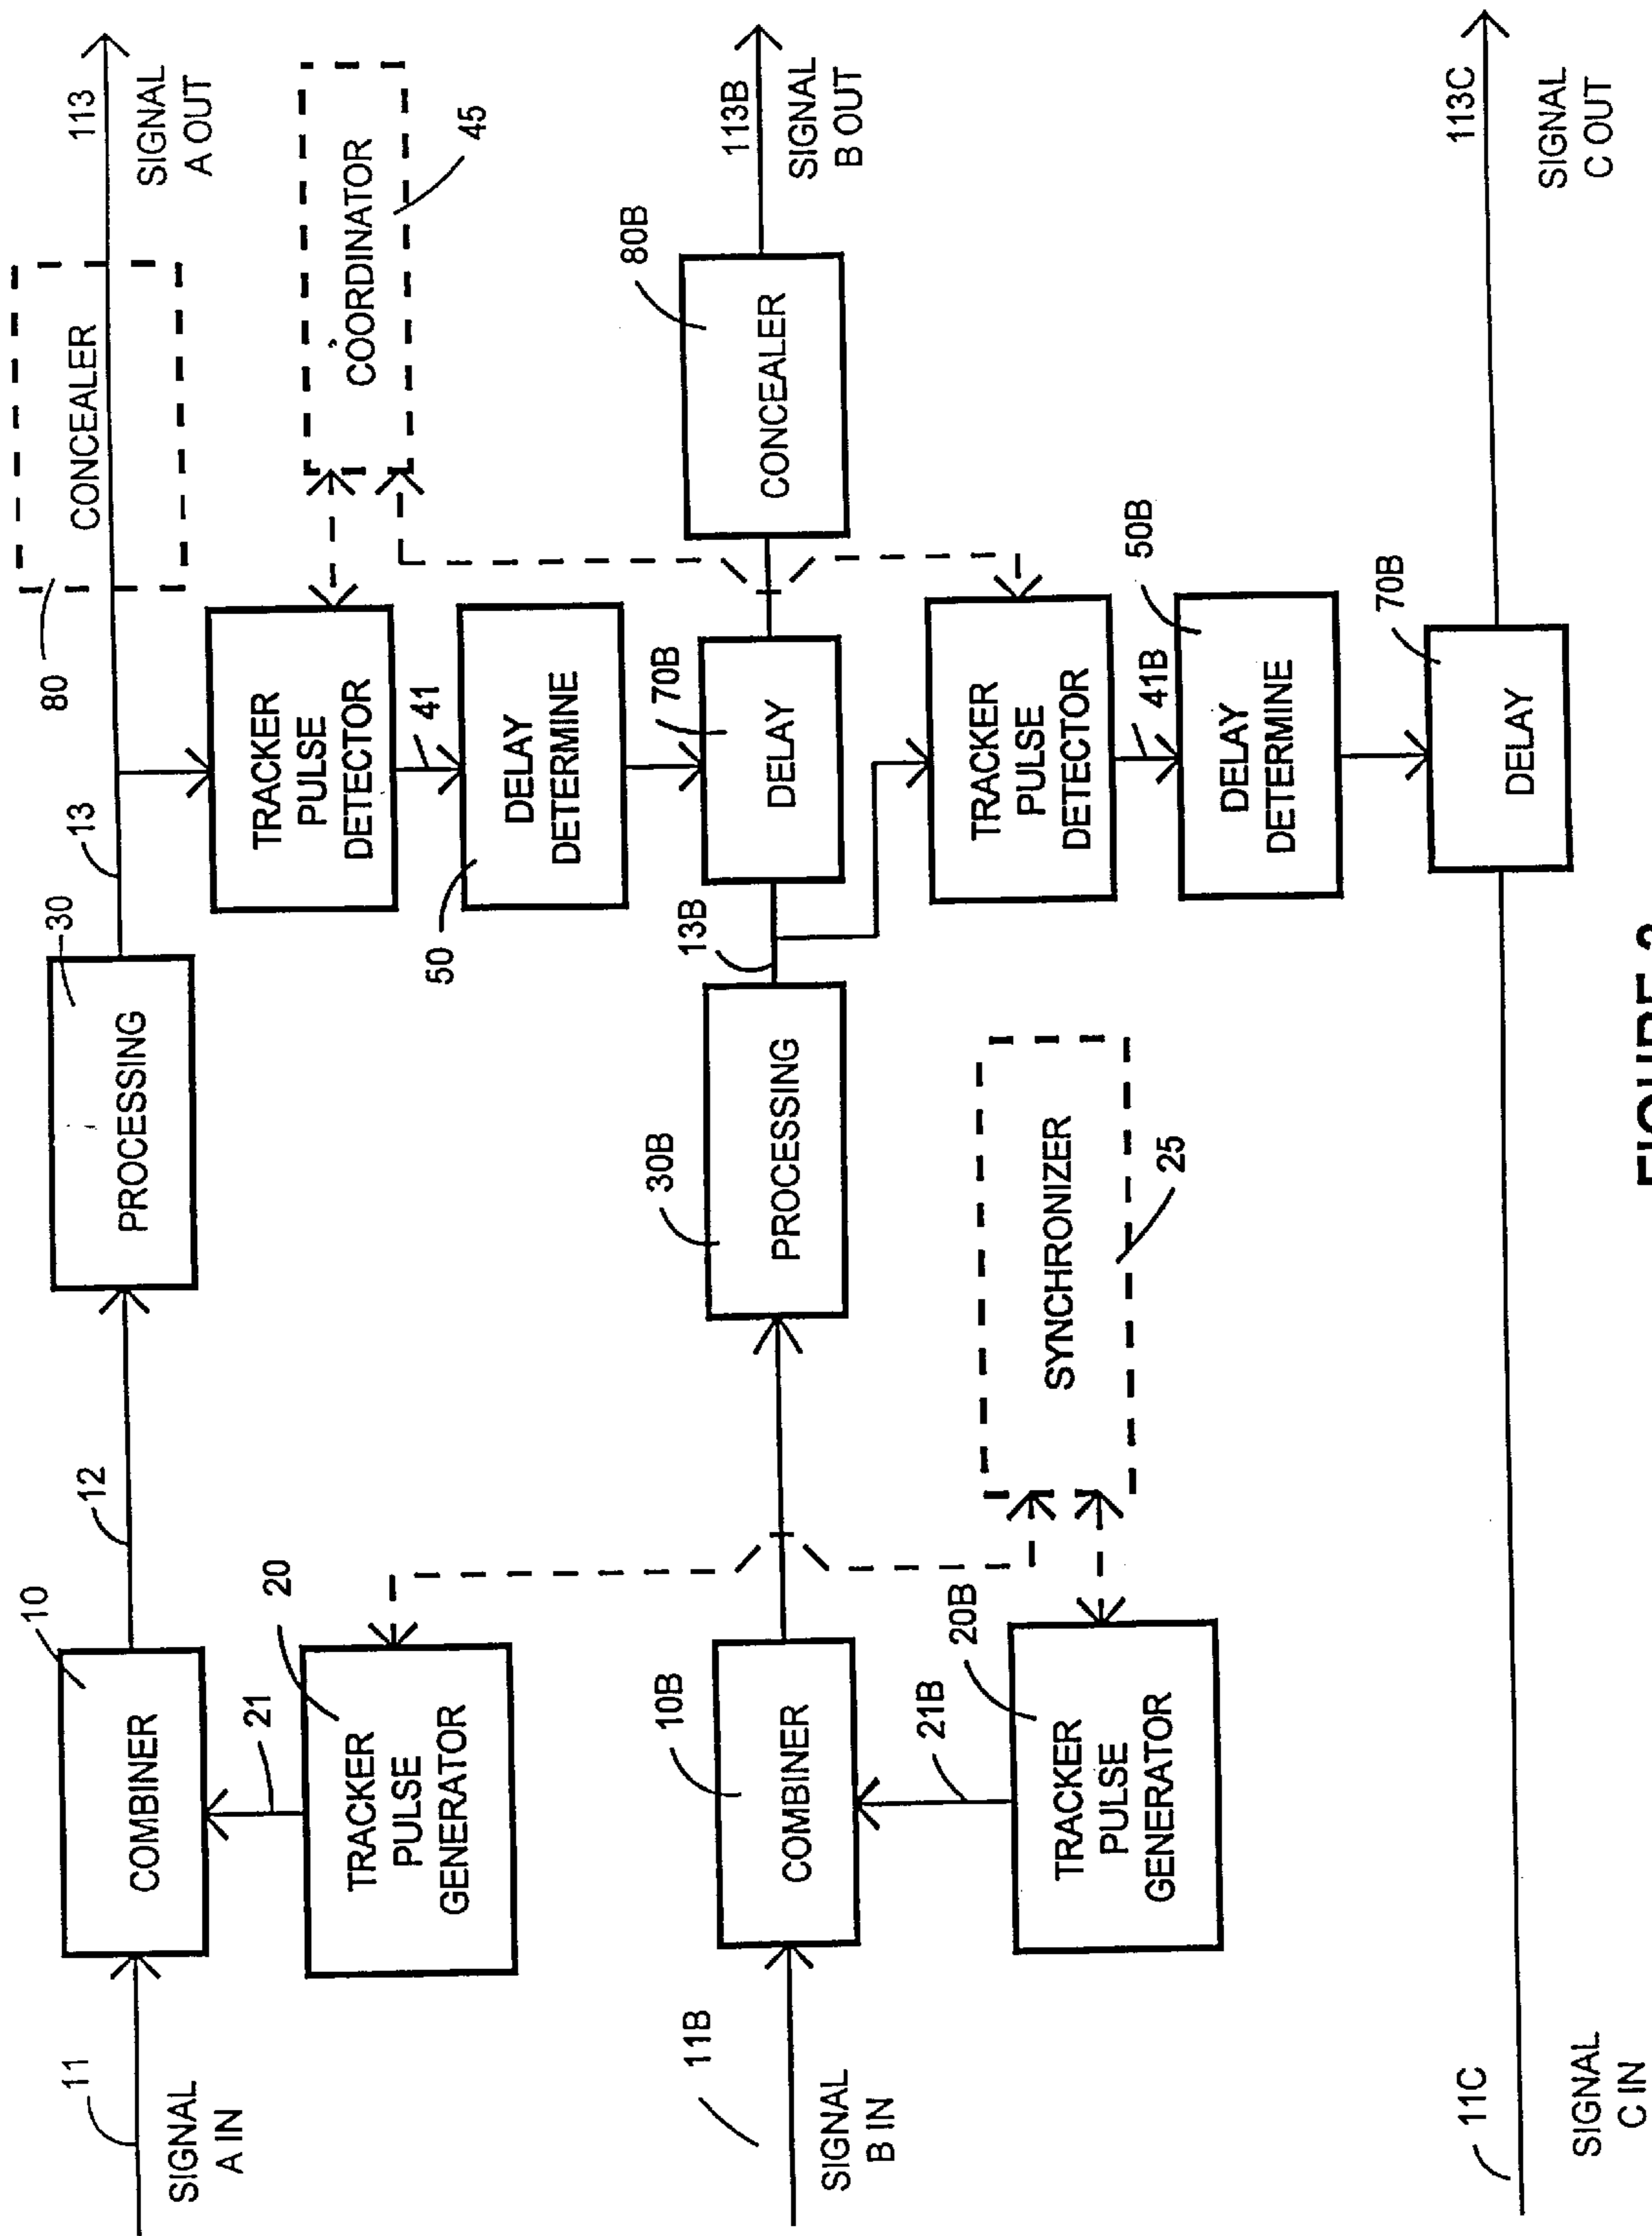 11
SIGNAL
A IN
10
COMBINER
12
30
PROCESSING
13
80
CONCEALER
113
SIGNAL
A OUT
21
20
TRACKER
PULSE
GENERATOR
TRACKER
PULSE
DETECTOR
COORDINATOR
45
41
50
DELAY
DETERMINE
11B
SIGNAL
B IN
10B
COMBINER
30B
PROCESSING
13B
70B
DELAY
80B
CONCEALER
113B
SIGNAL
B OUT
21B
20B
TRACKER
PULSE
GENERATOR
SYNCHRONIZER
25
TRACKER
PULSE
DETECTOR
41B
50B
DELAY
DETERMINE
11C
SIGNAL
C IN
70B
DELAY
113C
SIGNAL
C OUT
FIGURE